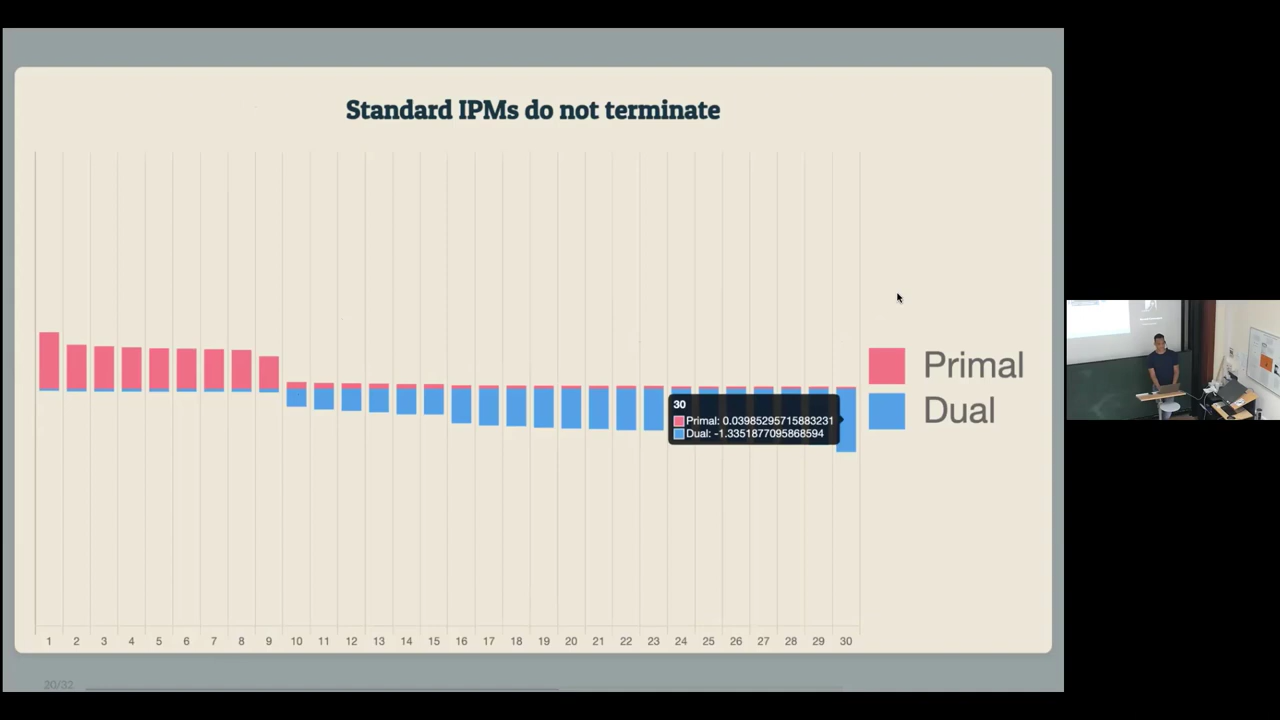 Standard IPMs do not terminate
Primal
Dual
30
Primal: 0.03985295715883231
Dual: -1.3351877095868594
1 2 3 4 5 6 7 8 9 10 11 12 13 14 15 16 17 18 19 20 21 22 23 24 25 26 27 28 29 30
20/32